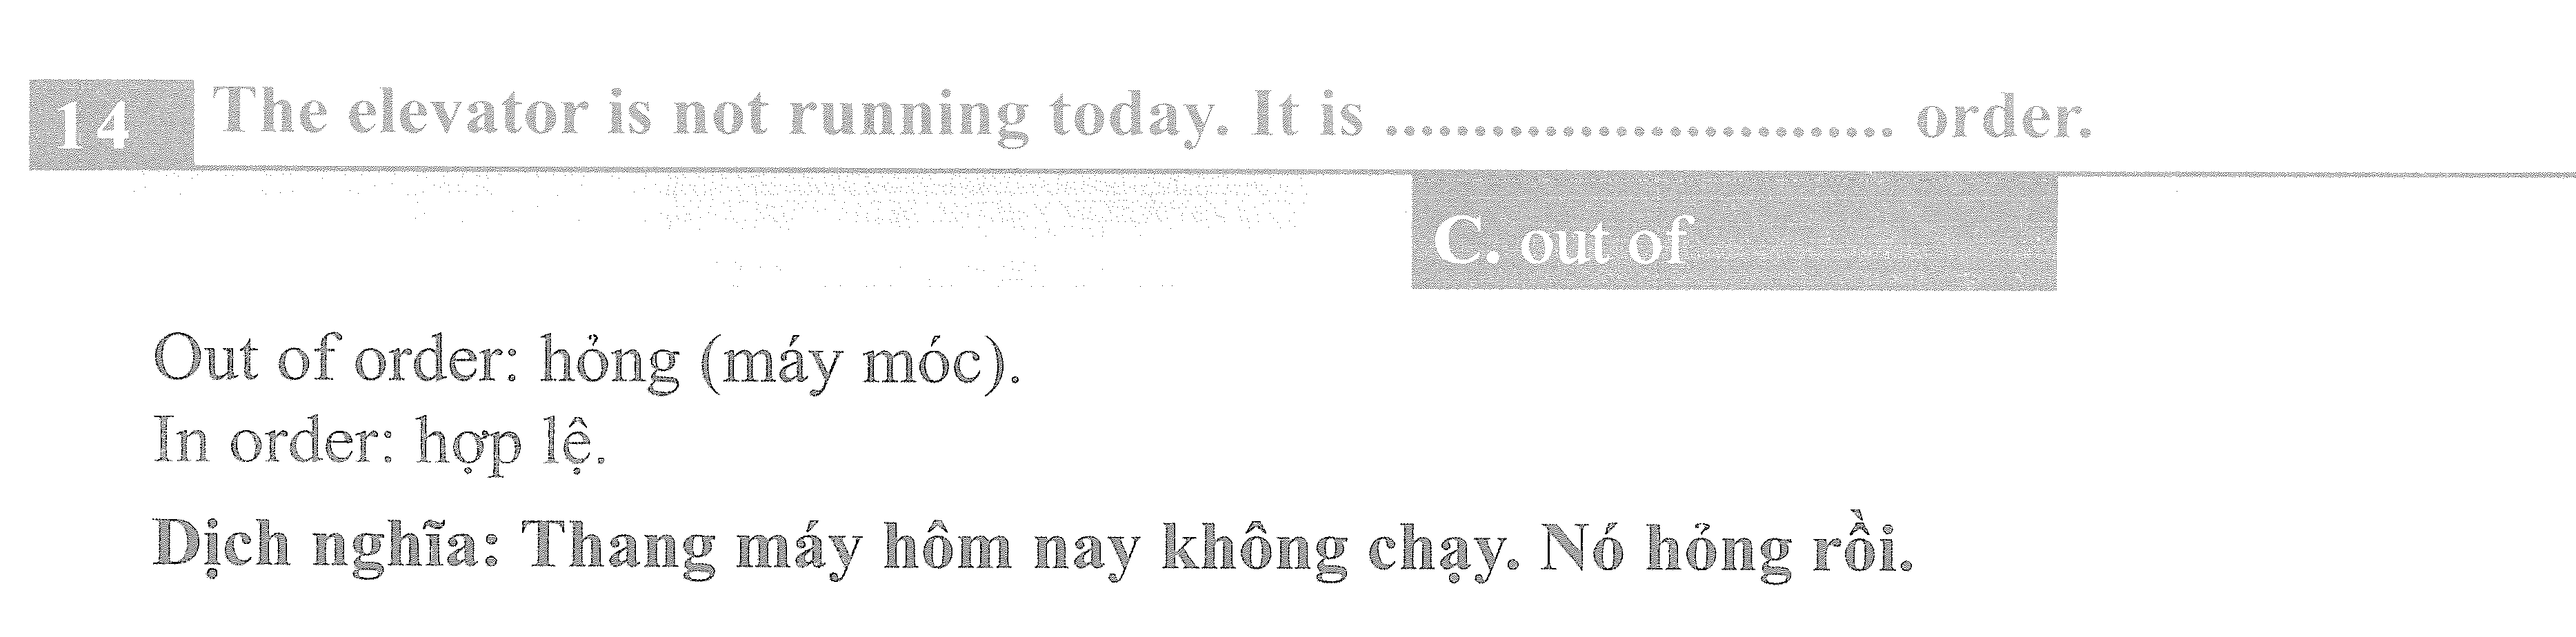 14 The elevator is not running today. It is ............................ order.
C. out of
Out of order: hỏng (máy móc).
In order: hợp lệ.
Dịch nghĩa: Thang máy hôm nay không chạy. Nó hỏng rồi.